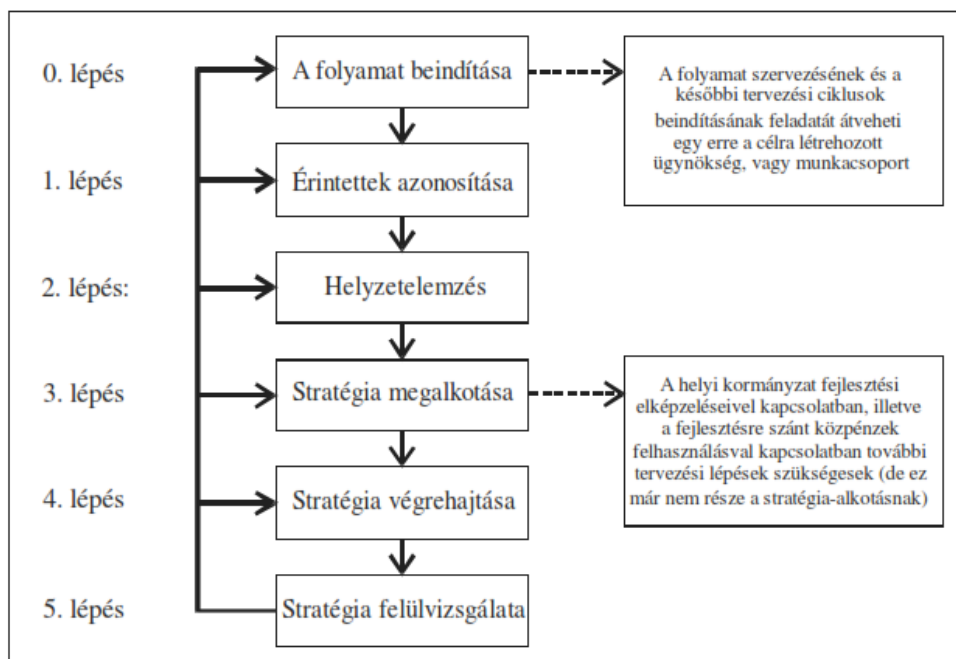 0. lépés
A folyamat beindítása
A folyamat szervezésének és a
későbbi tervezési ciklusok
beindításának feladatát átveheti
egy erre a célra létrehozott
ügynökség, vagy munkacsoport
1. lépés
Érintettek azonosítása
2. lépés:
Helyzetelemzés
3. lépés
Stratégia megalkotása
A helyi kormányzat fejlesztési
elképzeléseivel kapcsolatban, illetve
a fejlesztésre szánt közpénzek
felhasználásval kapcsolatban további
tervezési lépések szükségesek (de ez
már nem része a stratégia-alkotásnak)
4. lépés
Stratégia végrehajtása
5. lépés
Stratégia felülvizsgálata